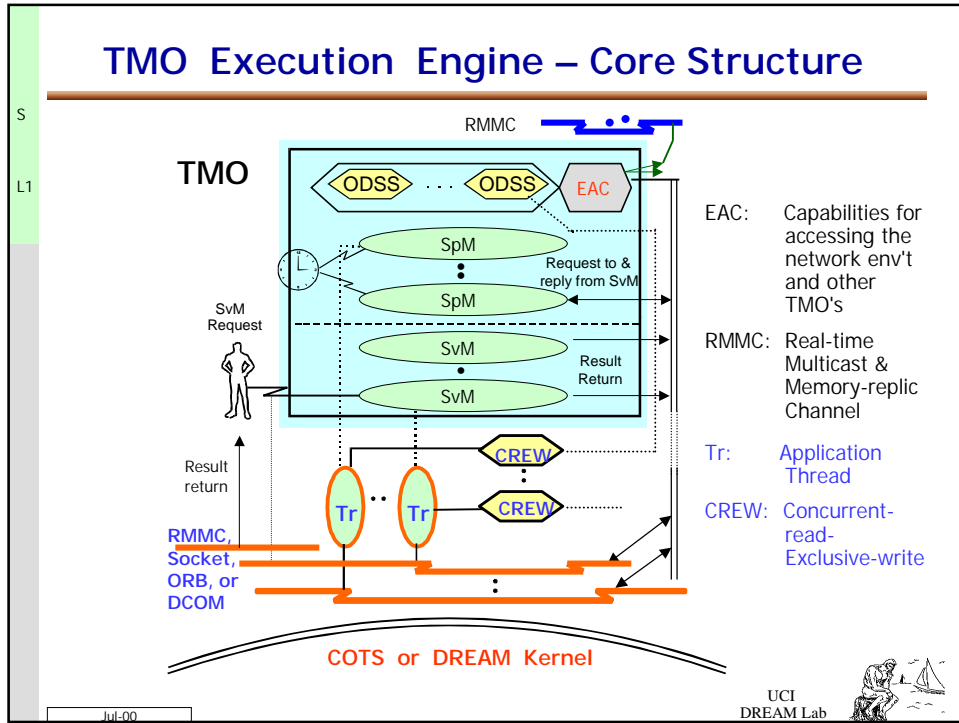 TMO Execution Engine – Core Structure
S
L1
RMMC
TMO
ODSS . . . ODSS
EAC
SpM
Request to &
reply from SvM
SpM
SvM
Request
SvM
Result
Return
SvM
EAC: Capabilities for
accessing the
network env't
and other
TMO's
RMMC: Real-time
Multicast &
Memory-replic
Channel
Tr: Application
Thread
CREW: Concurrent-
read-
Exclusive-write
Result
return
CREW
CREW
Tr
Tr
RMMC,
Socket,
ORB, or
DCOM
COTS or DREAM Kernel
Jul-00
UCI
DREAM Lab